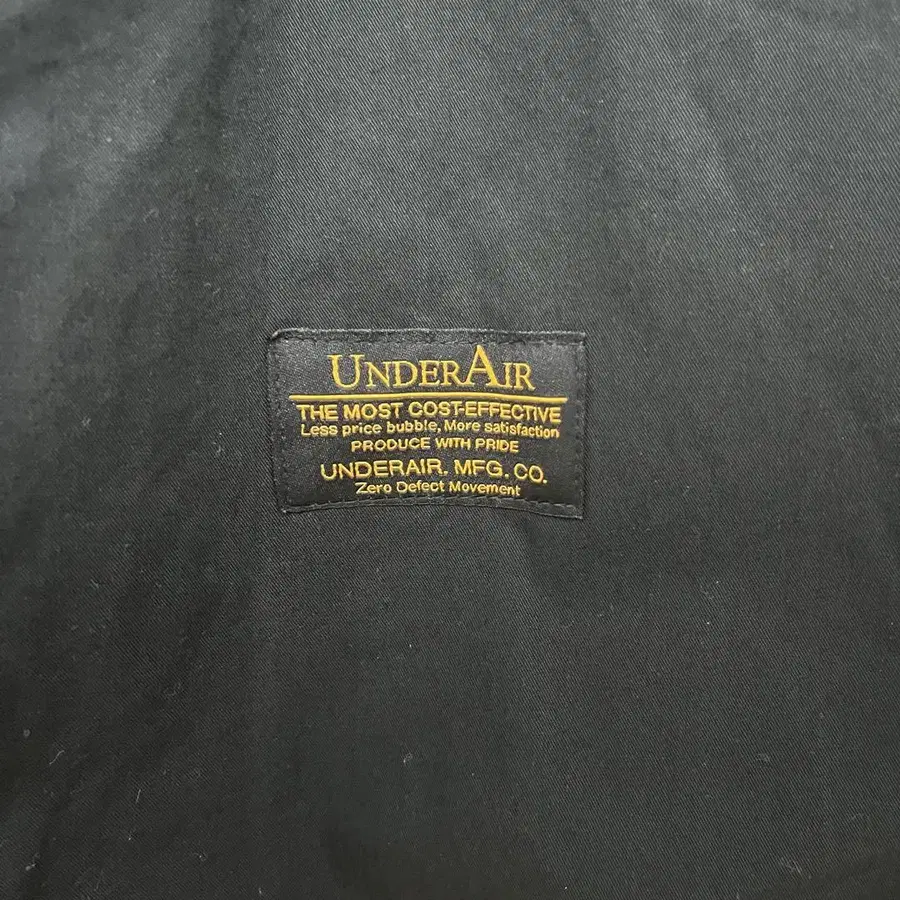 UNDERAIR
THE MOST COST-EFFECTIVE
Less price bubble, More satisfaction
PRODUCE WITH PRIDE
UNDERAIR. MFG. CO.
Zero Defect Movement